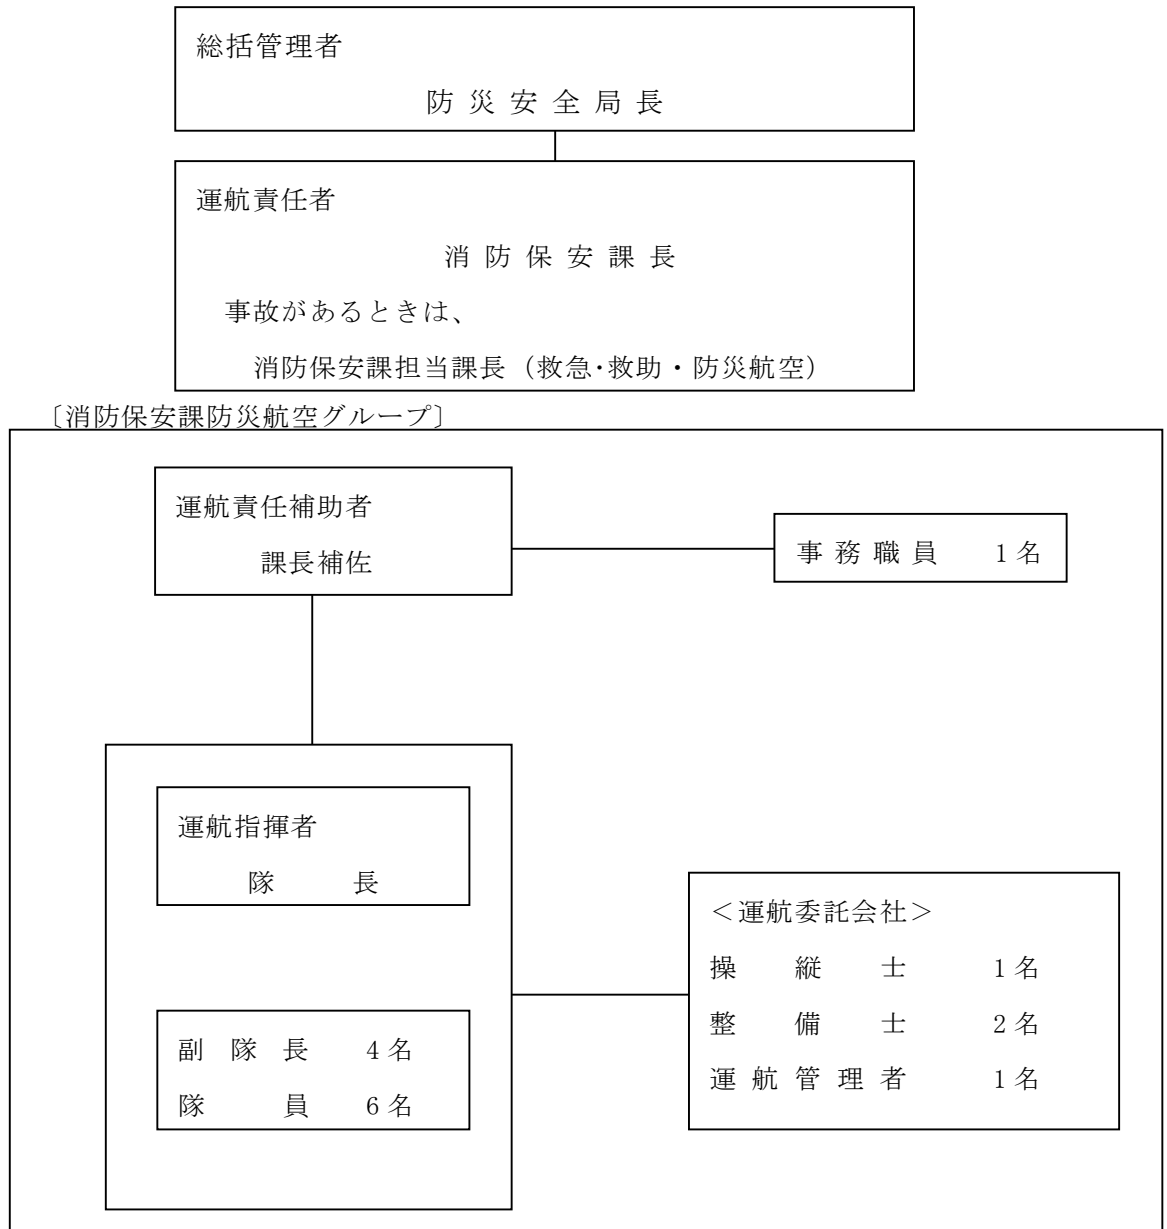 総括管理者
防災安全局長
運航責任者
消防保安課長
事故があるときは、
消防保安課担当課長（救急･救助・防災航空）
〔消防保安課防災航空グループ〕
運航責任補助者
課長補佐
事務職員 1名
運航指揮者
隊長
副隊長 4名
隊員 6名
＜運航委託会社＞
操縦士 1名
整備士 2名
運航管理者 1名